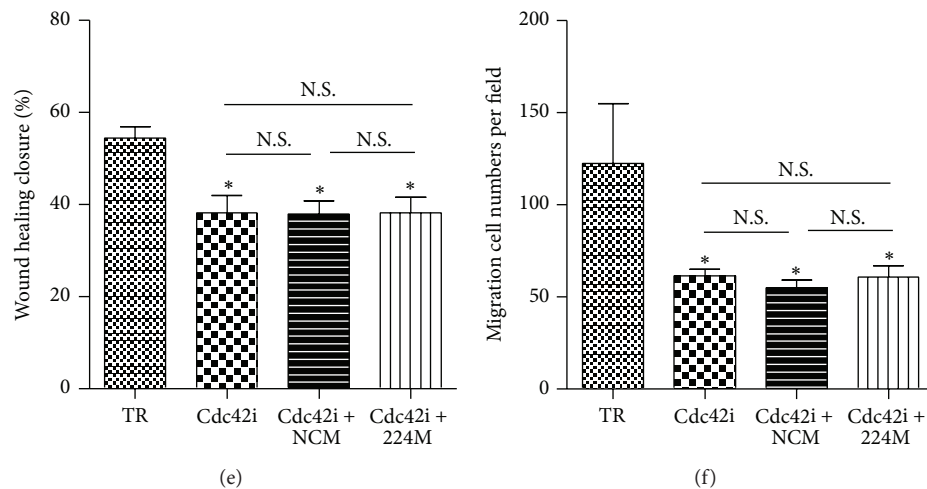 80
60
40
20
0
Wound healing closure (%)
N.S.
N.S.
N.S.
*
*
*
TR
Cdc42i
Cdc42i +
NCM
Cdc42i +
224M
(e)
200
150
100
50
0
Migration cell numbers per field
N.S.
N.S.
N.S.
*
*
*
TR
Cdc42i
Cdc42i +
NCM
Cdc42i +
224M
(f)